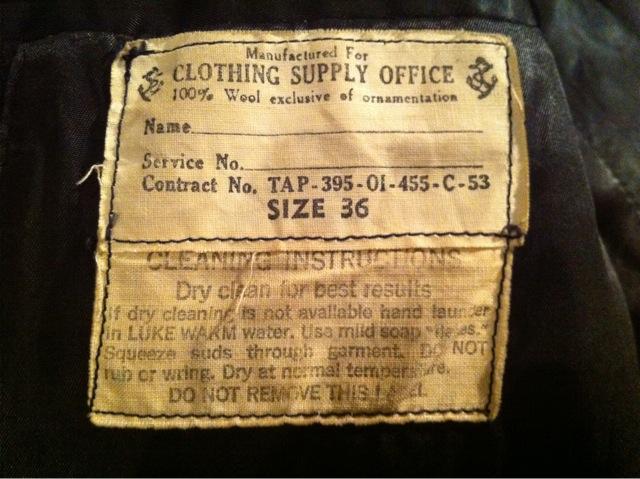 Manufactured For
CLOTHING SUPPLY OFFICE
100% Wool exclusive of ornamentation
Name
Service No.
Contract No. TAP-395-OI-455-C-53
SIZE 36
CLEANING INSTRUCTIONS
Dry clean for best results
If dry cleaning is not available hand launder
in LUKE WARM water. Use mild soap
Squeeze suds through garment. DO NOT
rub or wring. Dry at normal temperature.
DO NOT REMOVE THIS LABEL